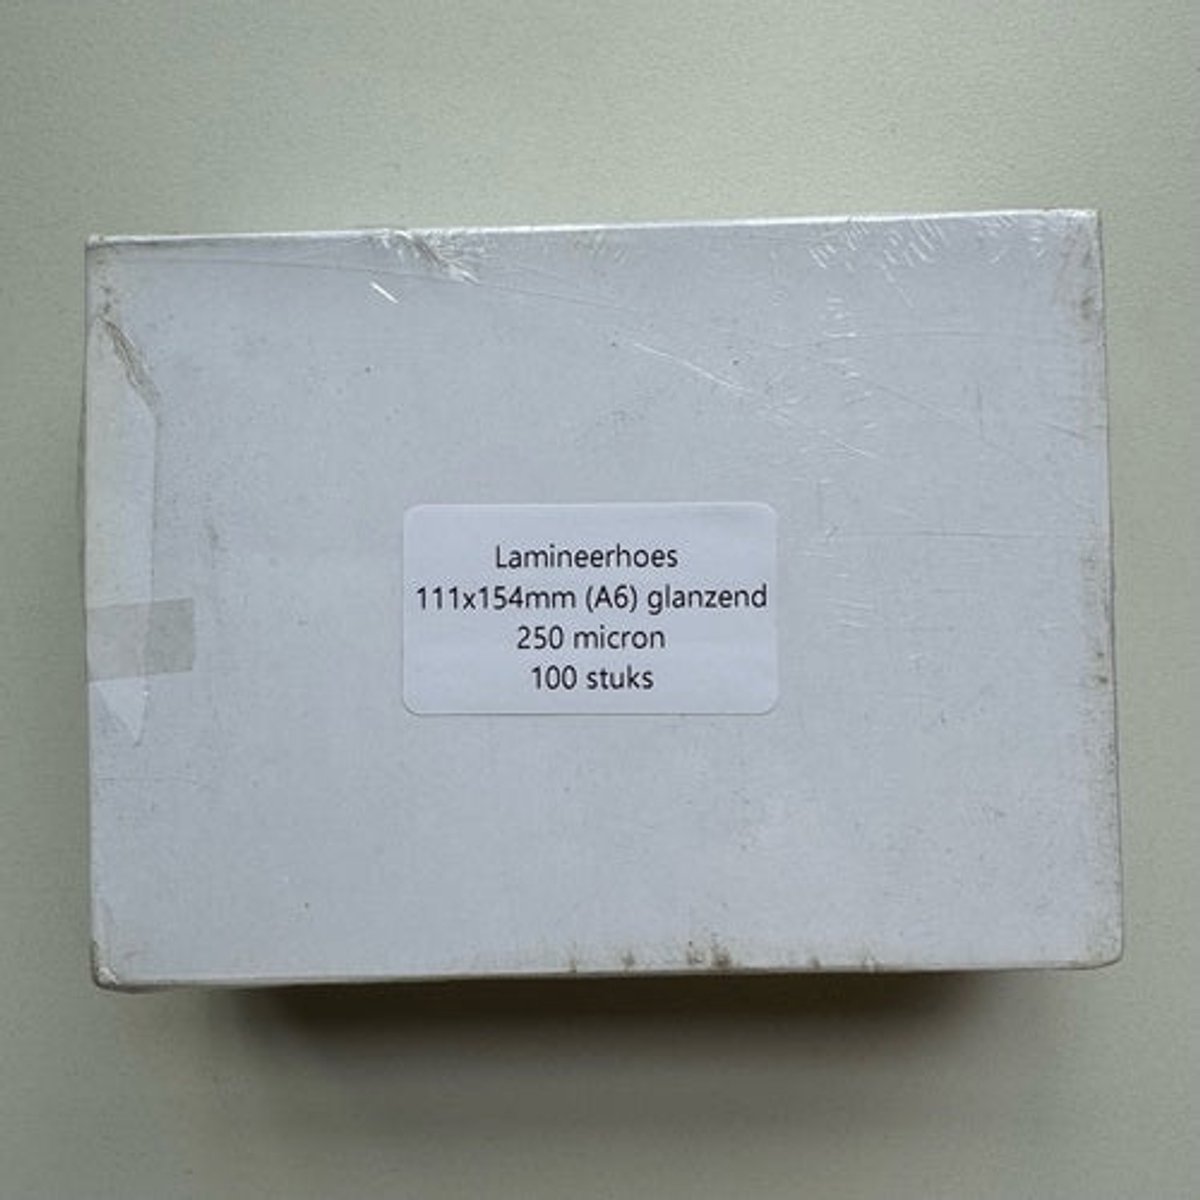 Lamineerhoes
111x154mm (A6) glanzend
250 micron
100 stuks